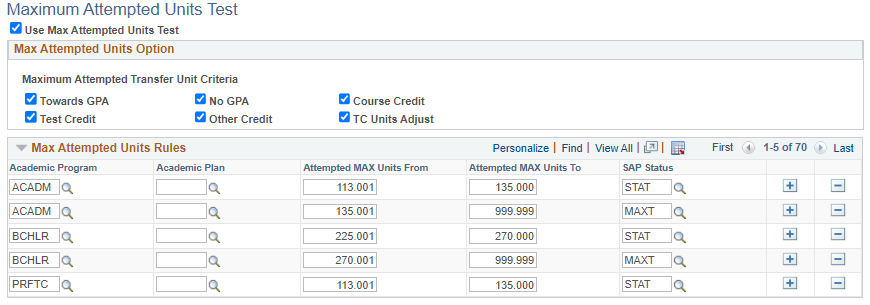 Maximum Attempted Units Test
Use Max Attempted Units Test
Max Attempted Units Option
Maximum Attempted Transfer Unit Criteria
Towards GPA No GPA Course Credit
Test Credit Other Credit TC Units Adjust
Max Attempted Units Rules Personalize | Find | View All | | First 1-5 of 70 Last
Academic Program Academic Plan Attempted MAX Units From Attempted MAX Units To SAP Status
ACADM 113.001 135.000 STAT
ACADM 135.001 999.999 MAXT
BCHLR 225.001 270.000 STAT
BCHLR 270.001 999.999 MAXT
PRFTC 113.001 135.000 STAT